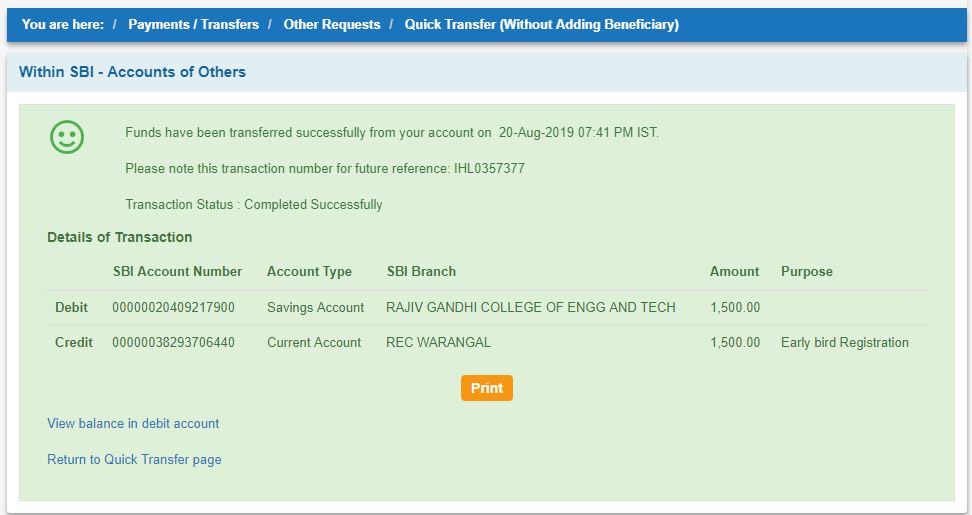 You are here: / Payments / Transfers / Other Requests / Quick Transfer (Without Adding Beneficiary)
Within SBI - Accounts of Others
Funds have been transferred successfully from your account on 20-Aug-2019 07:41 PM IST.
Please note this transaction number for future reference: IHL0357377
Transaction Status : Completed Successfully
Details of Transaction
SBI Account Number Account Type SBI Branch Amount Purpose
Debit 00000020409217900 Savings Account RAJIV GANDHI COLLEGE OF ENGG AND TECH 1,500.00
Credit 00000038293706440 Current Account REC WARANGAL 1,500.00 Early bird Registration
Print
View balance in debit account
Return to Quick Transfer page